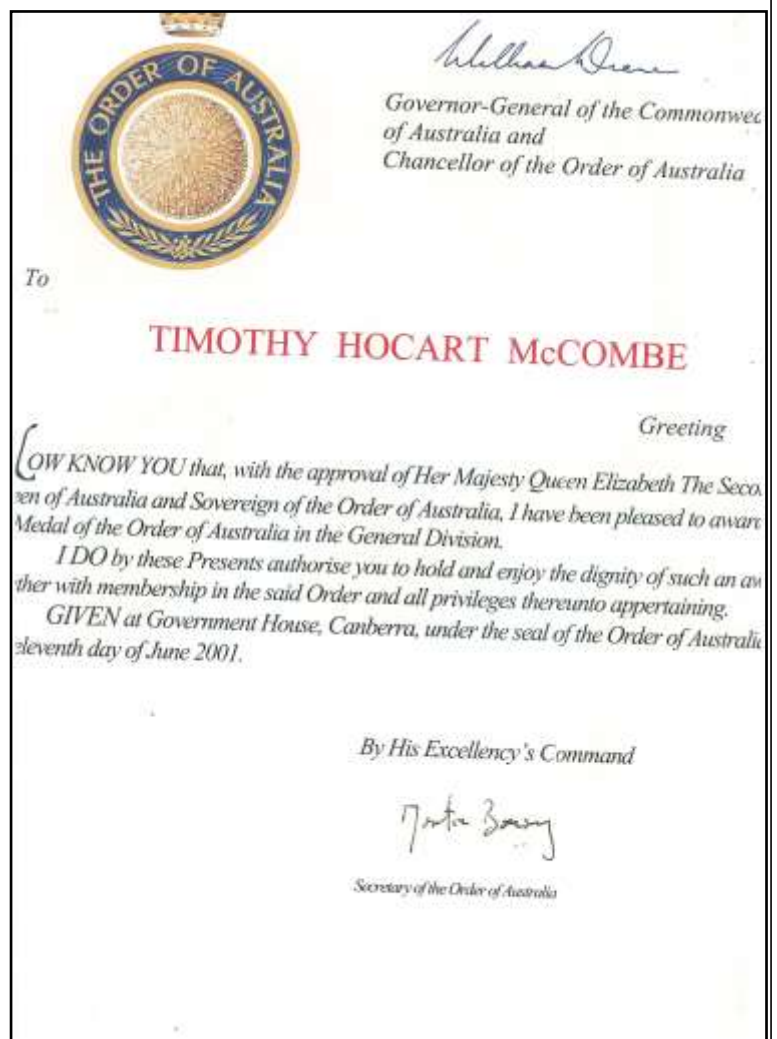 THE ORDER OF AUSTRALIA
William Deane
Governor-General of the Commonwea
of Australia and
Chancellor of the Order of Australia
To
TIMOTHY HOCART McCOMBE
Greeting
OW KNOW YOU that, with the approval of Her Majesty Queen Elizabeth The Seco
en of Australia and Sovereign of the Order of Australia, I have been pleased to award
Medal of the Order of Australia in the General Division.
I DO by these Presents authorise you to hold and enjoy the dignity of such an aw
ther with membership in the said Order and all privileges thereunto appertaining.
GIVEN at Government House, Canberra, under the seal of the Order of Australia
eleventh day of June 2001.
By His Excellency's Command
Secretary of the Order of Australia